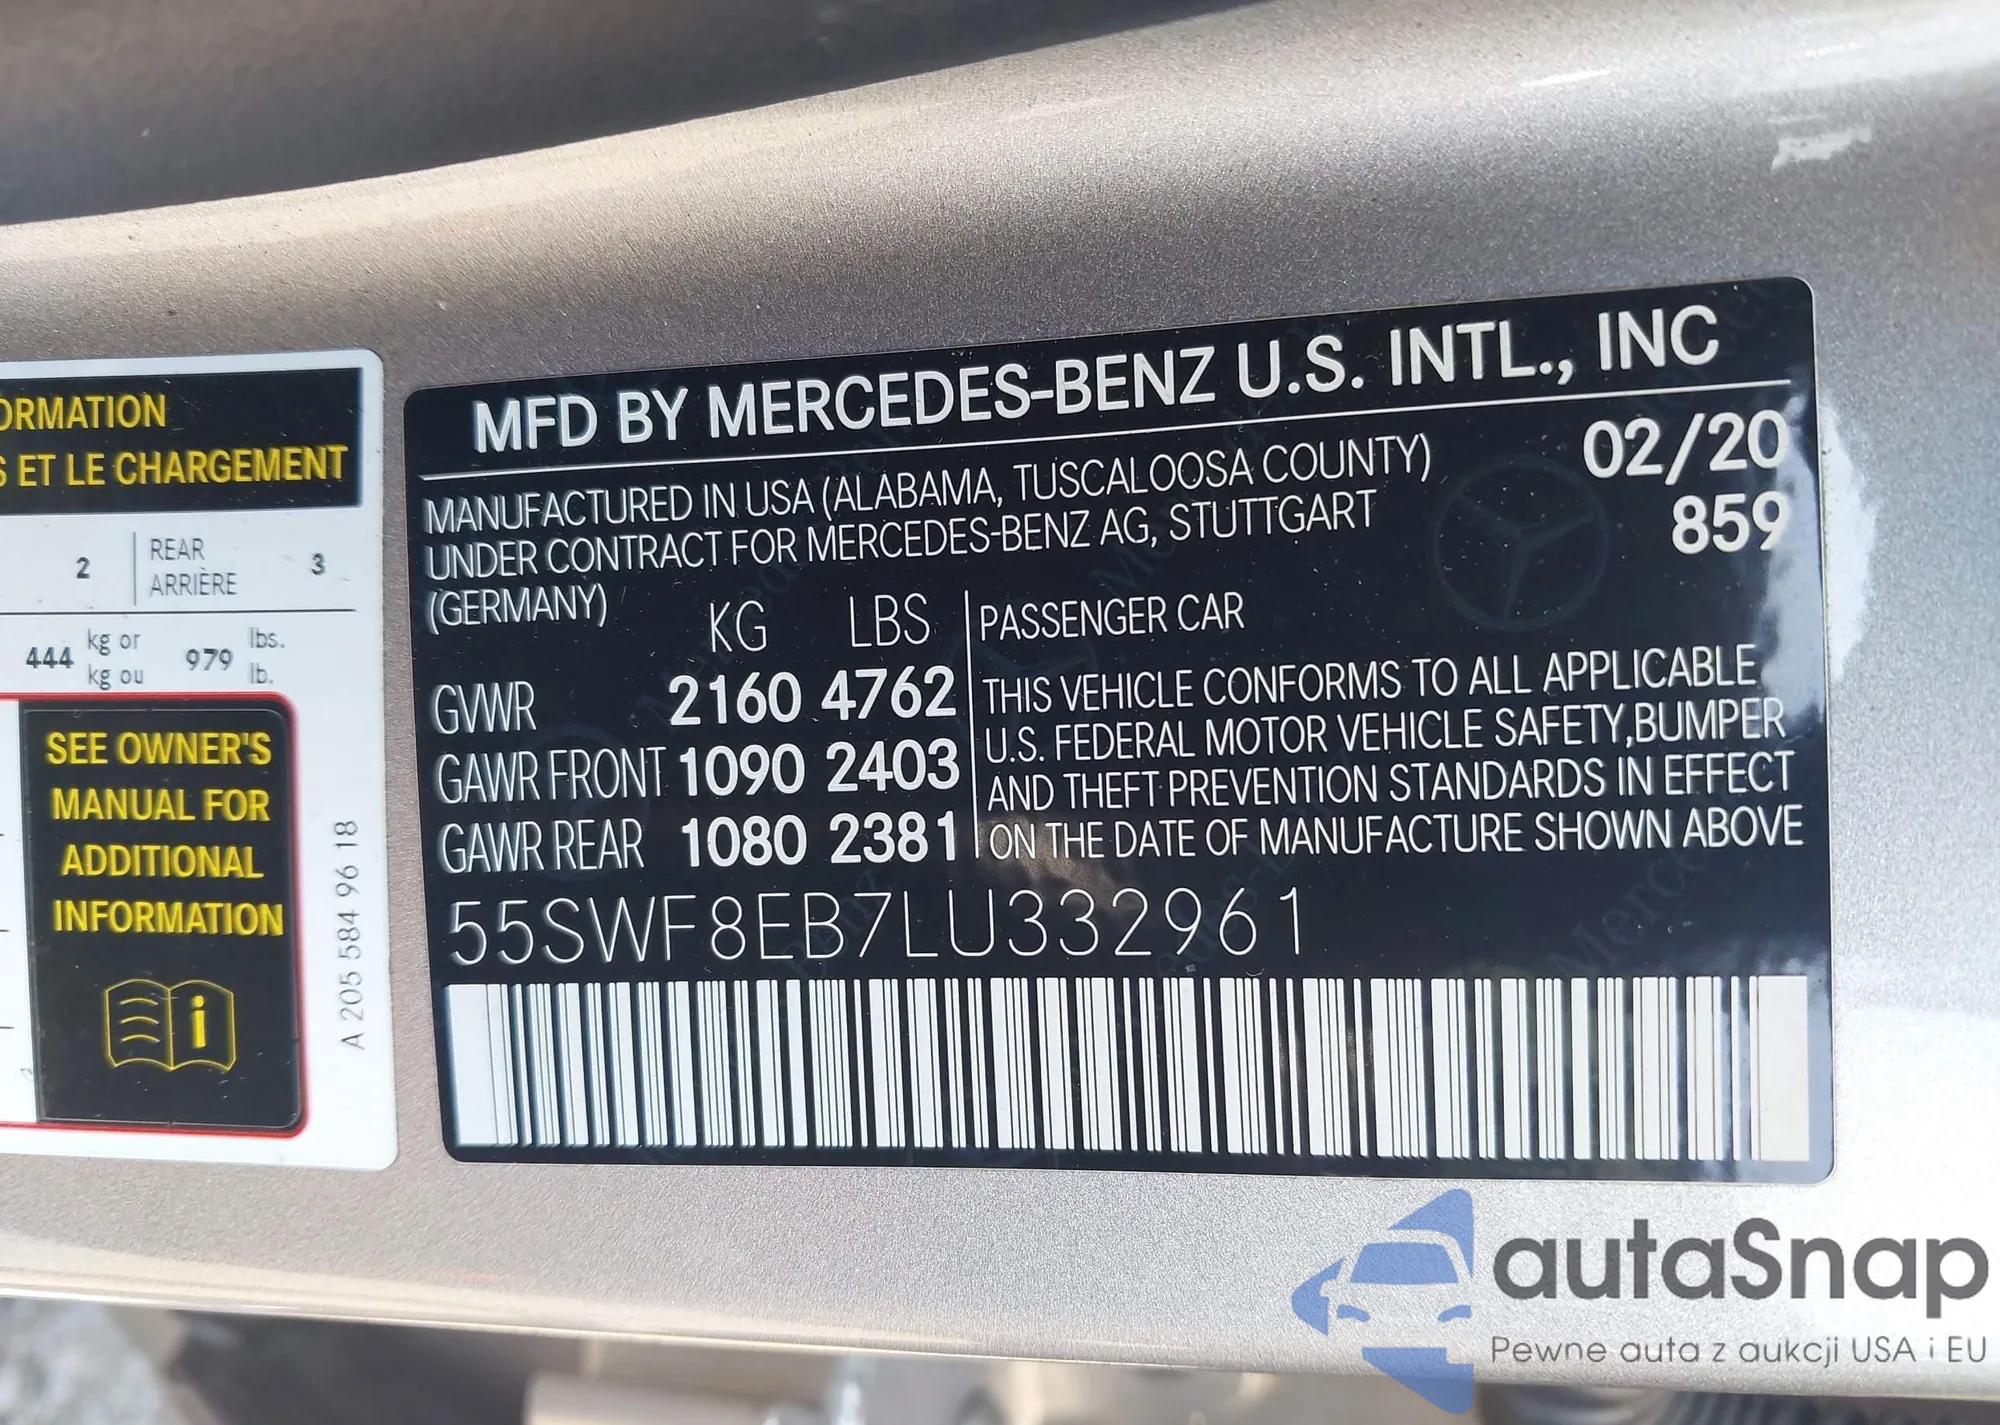 ORMATION
S ET LE CHARGEMENT
2 REAR 3
ARRIÈRE
444 kg or 979 lbs.
kg ou lb.
SEE OWNER'S
MANUAL FOR
ADDITIONAL
INFORMATION
i
A 205 584 96 18
MFD BY MERCEDES-BENZ U.S. INTL., INC
MANUFACTURED IN USA (ALABAMA, TUSCALOOSA COUNTY)
UNDER CONTRACT FOR MERCEDES-BENZ AG, STUTTGART
(GERMANY)
02/20
859
KG LBS
GVWR 2160 4762
GAWR FRONT 1090 2403
GAWR REAR 1080 2381
PASSENGER CAR
THIS VEHICLE CONFORMS TO ALL APPLICABLE
U.S. FEDERAL MOTOR VEHICLE SAFETY,BUMPER
AND THEFT PREVENTION STANDARDS IN EFFECT
ON THE DATE OF MANUFACTURE SHOWN ABOVE
55SWF8EB7LU332961
autaSnap
Pewne auta z aukcji USA i EU